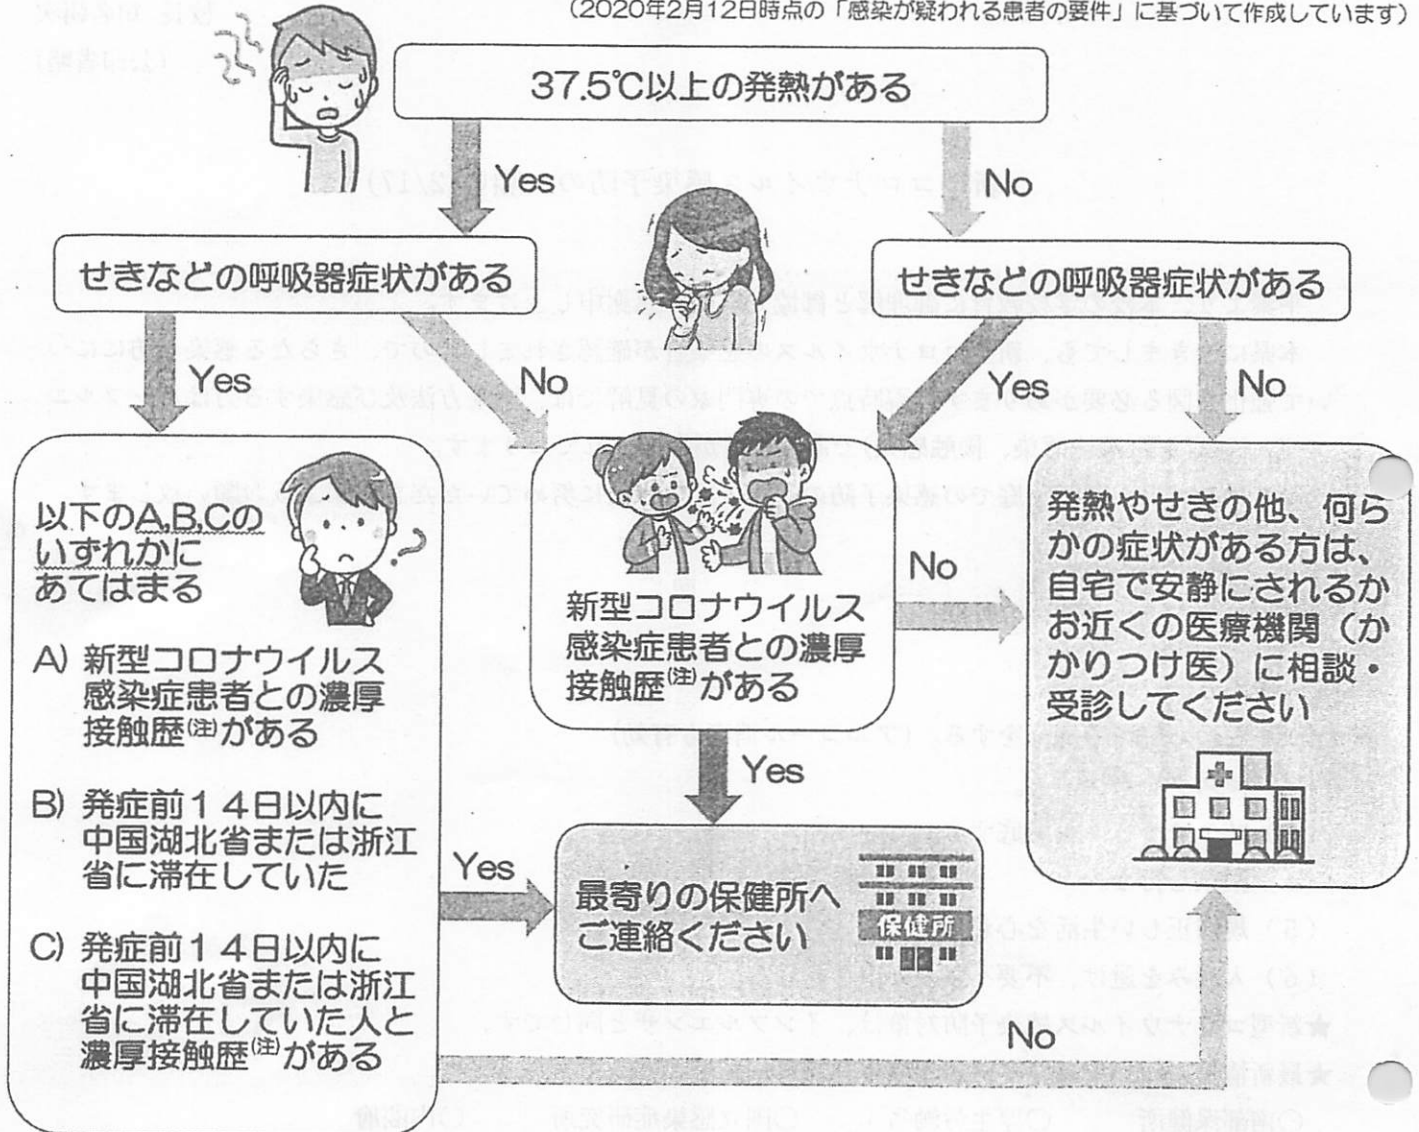 （2020年2月12日時点の「感染が疑われる患者の要件」に基づいて作成しています）
37.5℃以上の発熱がある
Yes
No
せきなどの呼吸器症状がある
せきなどの呼吸器症状がある
Yes
No
Yes
No
以下のA,B,Cの
いずれかに
あてはまる
A) 新型コロナウイルス
感染症患者との濃厚
接触歴(注)がある
B) 発症前14日以内に
中国湖北省または浙江
省に滞在していた
C) 発症前14日以内に
中国湖北省または浙江
省に滞在していた人と
濃厚接触歴(注)がある
新型コロナウイルス
感染症患者との濃厚
接触歴(注)がある
No
Yes
発熱やせきの他、何ら
かの症状がある方は、
自宅で安静にされるか
お近くの医療機関（か
かりつけ医）に相談・
受診してください
Yes
最寄りの保健所へ
ご連絡ください
保健所
No